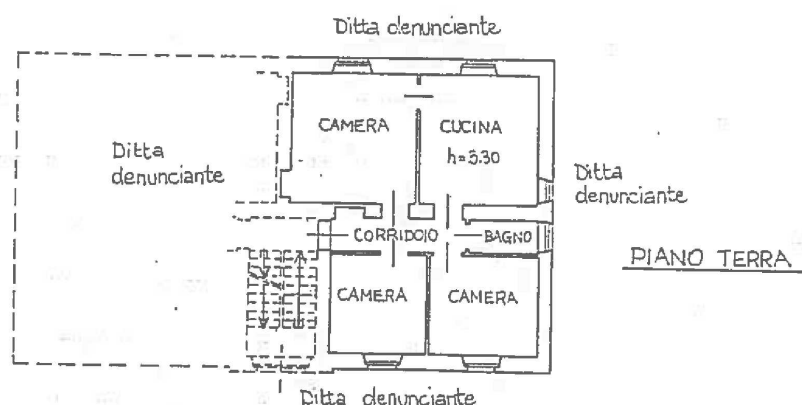 Ditta denunciante
CAMERA
CUCINA
h=3.30
Ditta
denunciante
Ditta
denunciante
CORRIDOIO
BAGNO
PIANO TERRA
CAMERA
CAMERA
Ditta denunciante